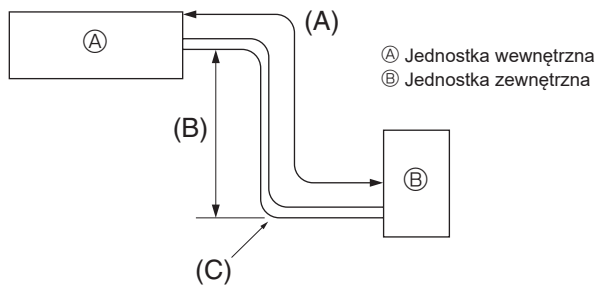 (A)
Ⓐ
Ⓐ Jednostka wewnętrzna
Ⓑ Jednostka zewnętrzna
(B)
Ⓑ
(C)